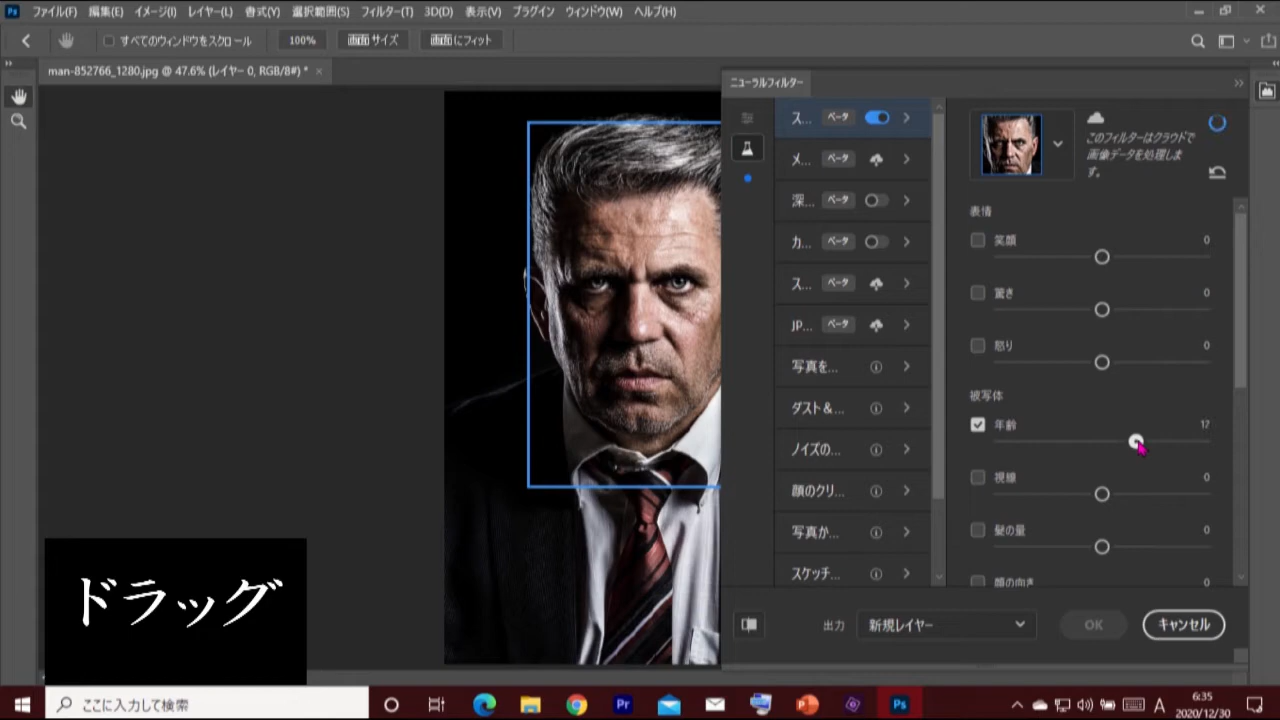 Ps ファイル(F) 編集(E) イメージ(I) レイヤー(L) 書式(Y) 選択範囲(S) フィルター(T) 3D(D) 表示(V) プラグイン ウィンドウ(W) ヘルプ(H)
すべてのウィンドウをスクロール 100% 画面サイズ 画面にフィット
man-852766_1280.jpg @ 47.6% (レイヤー 0, RGB/8#) * ×
ニューラルフィルター
ス... ベータ
メ... ベータ
深... ベータ
カ... ベータ
ス... ベータ
JP... ベータ
写真を...
ダスト&...
ノイズの...
顔のクリ...
写真か...
スケッチ...
このフィルターはクラウドで
画像データを処理しま
す。
表情
笑顔 0
驚き 0
怒り 0
被写体
年齢 17
視線 0
髪の量 0
顔の向き 0
出力 新規レイヤー OK キャンセル
ドラッグ
ここに入力して検索
Pr
Ps
A
6:35
2020/12/30